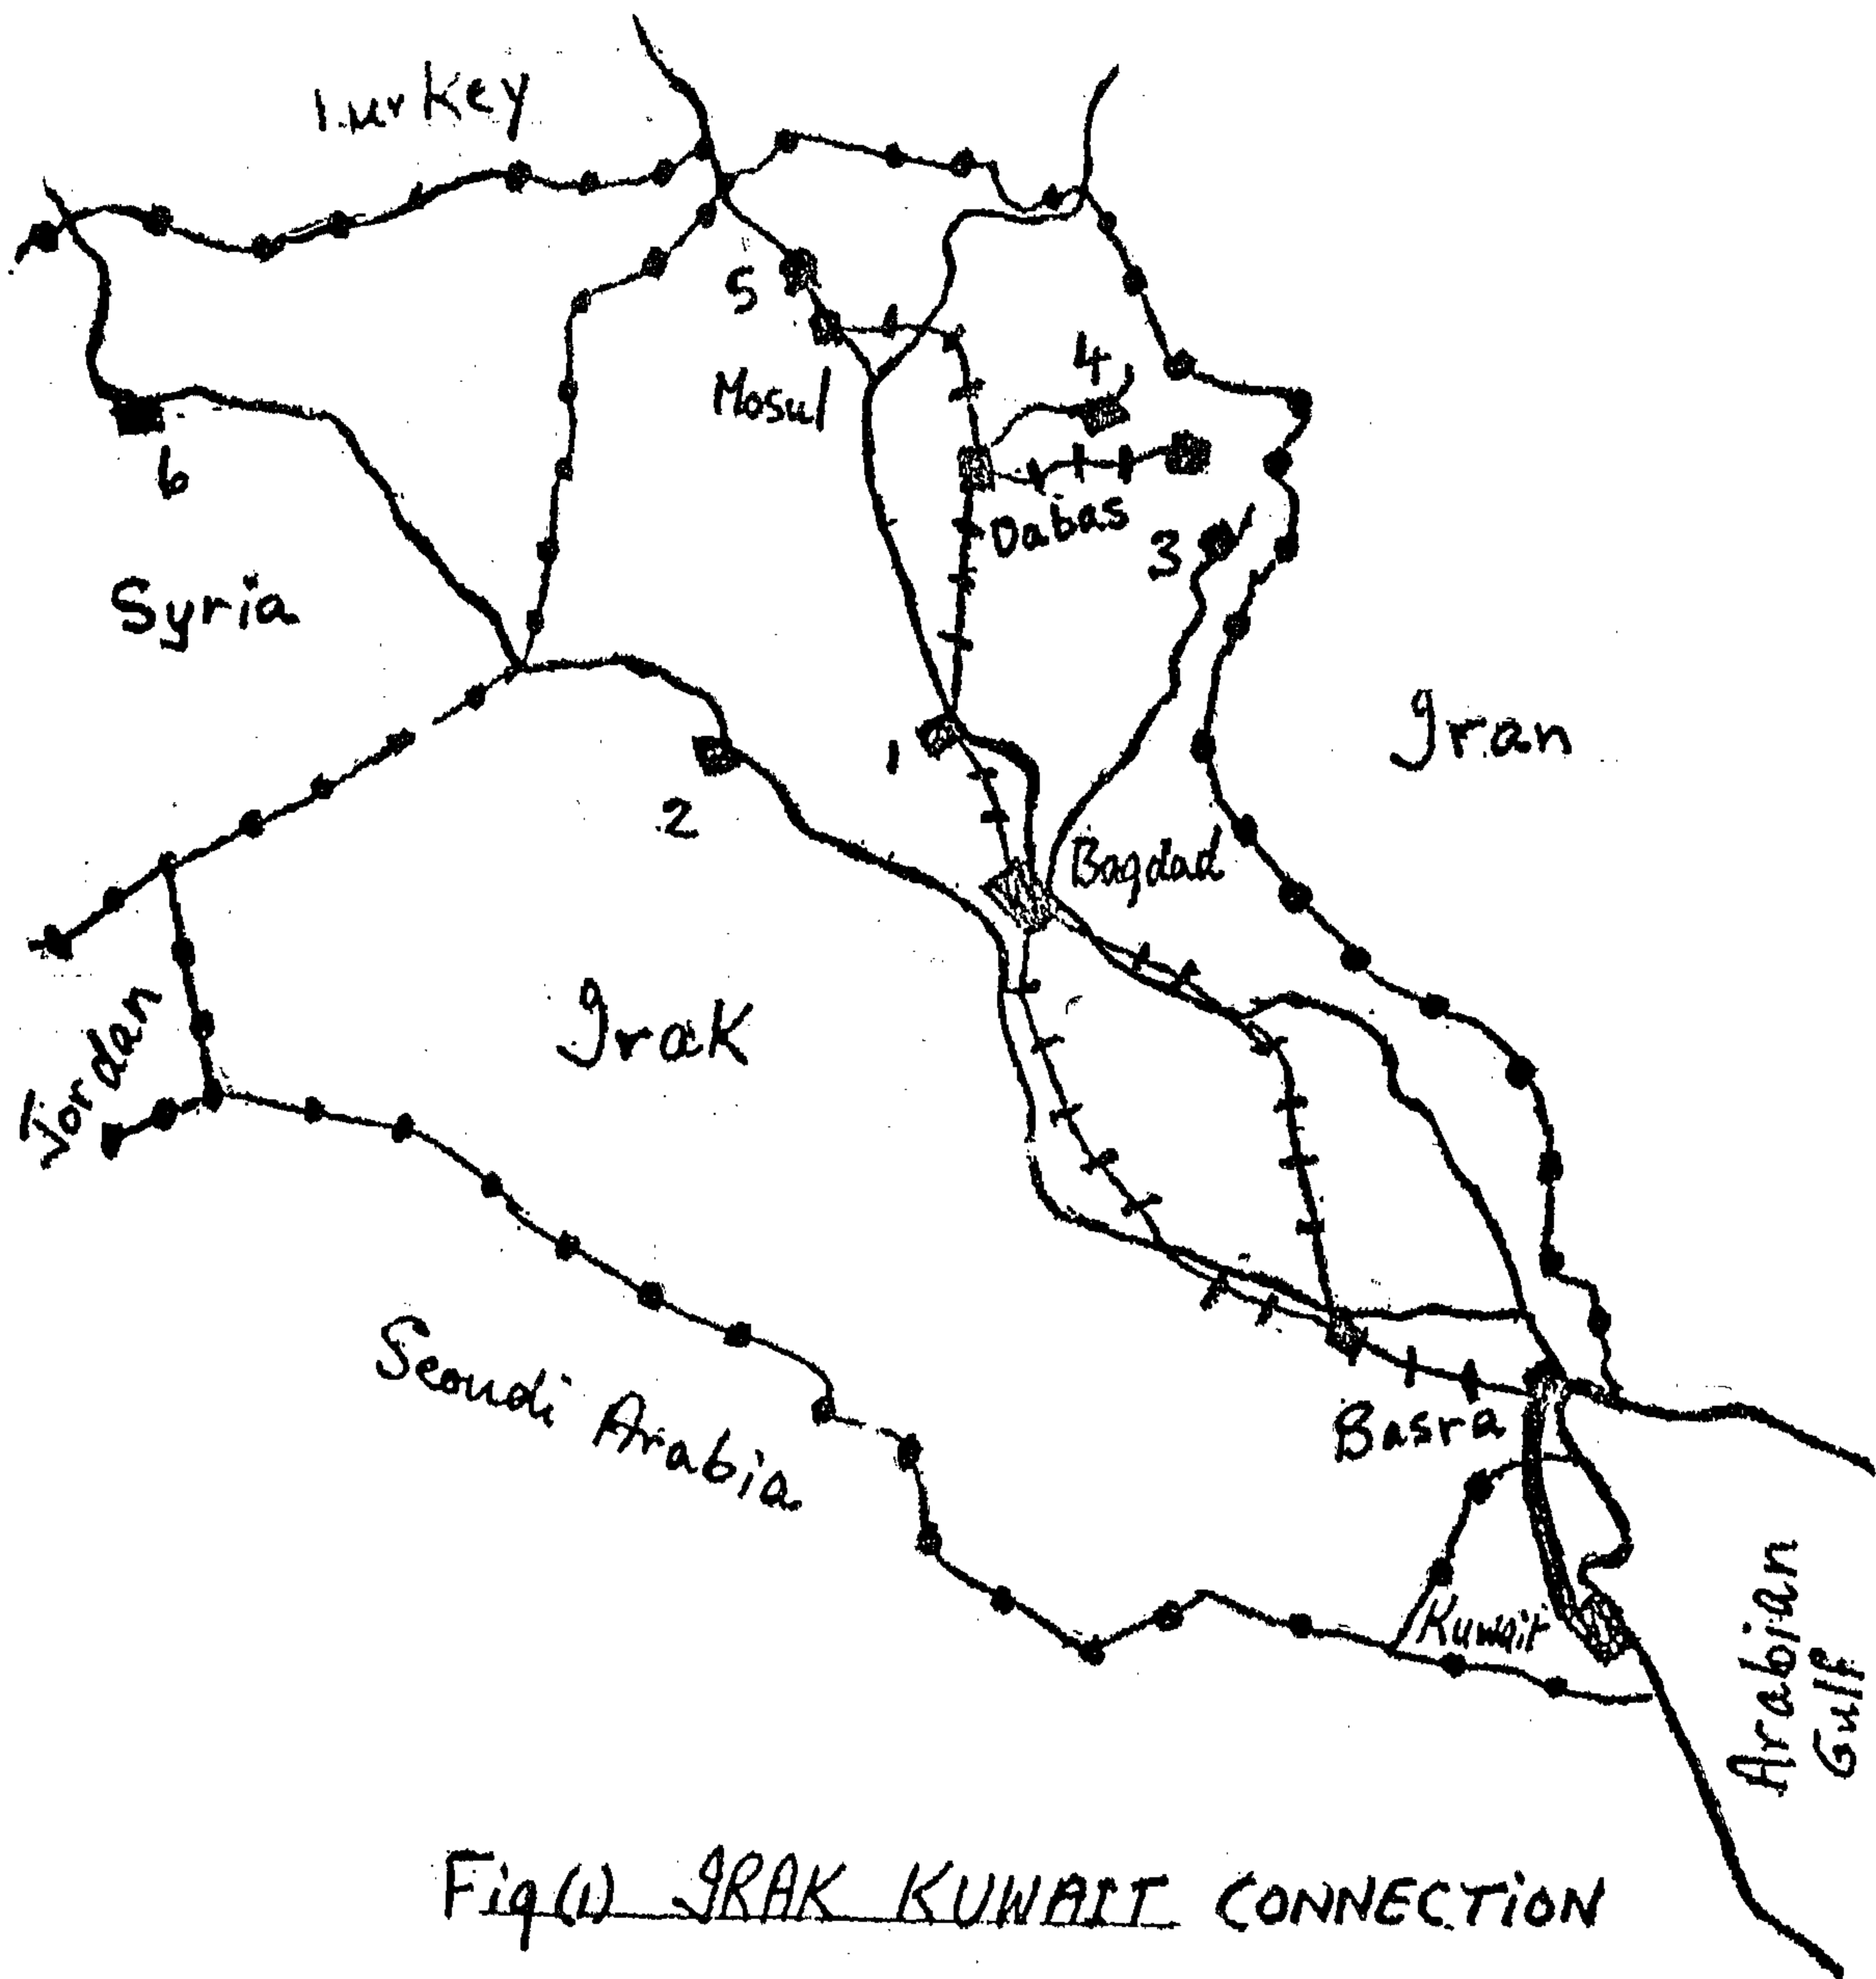 Turkey
5
Mosul
4
Dabas
3
6
Syria
Iran
1
2
Bagdad
Irak
Jordan
Seoudi Arabia
Basra
Kuwait
Arabian
Gulf
Fig (1) IRAK KUWAIT CONNECTION